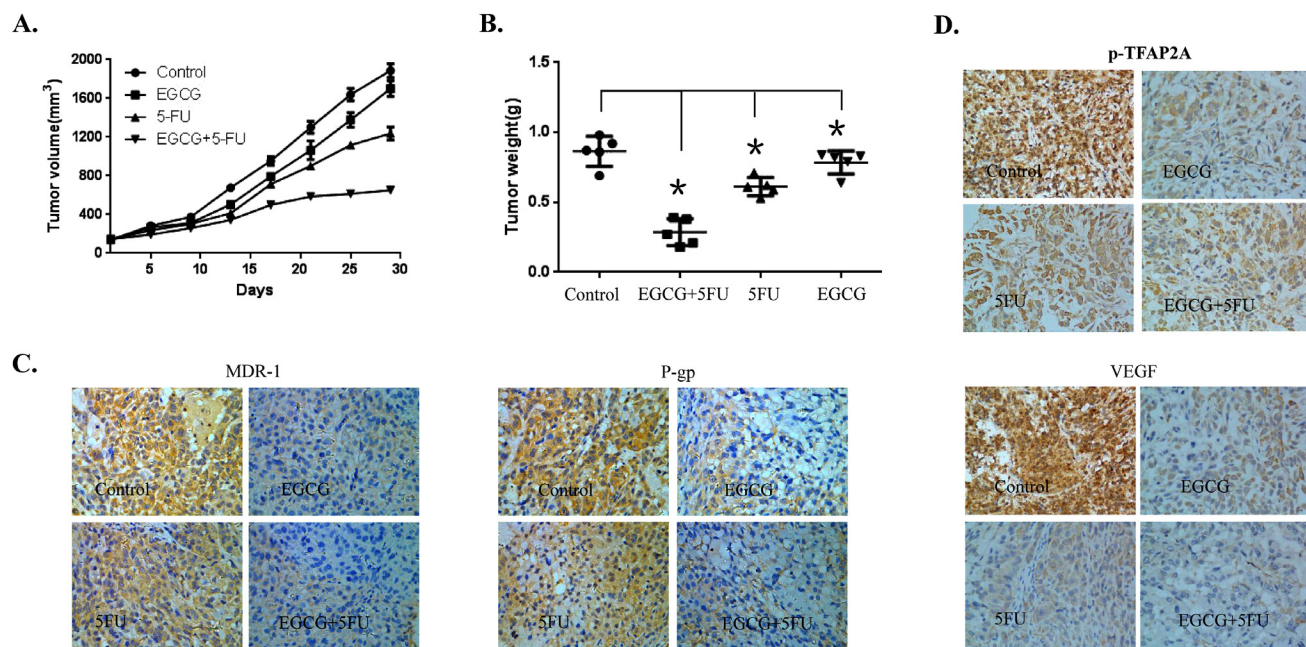 A.
Tumor volume(mm3)
2000
1600
1200
800
400
0
Control
EGCG
5-FU
EGCG+5-FU
5
10
15
20
25
30
Days
B.
Tumor weight(g)
1.5
1.0
0.5
0.0
*
*
*
Control
EGCG+5FU
5FU
EGCG
D.
p-TFAP2A
Control
EGCG
5FU
EGCG+5FU
C.
MDR-1
Control
EGCG
5FU
EGCG+5FU
P-gp
Control
EGCG
5FU
EGCG+5FU
VEGF
Control
EGCG
5FU
EGCG+5FU